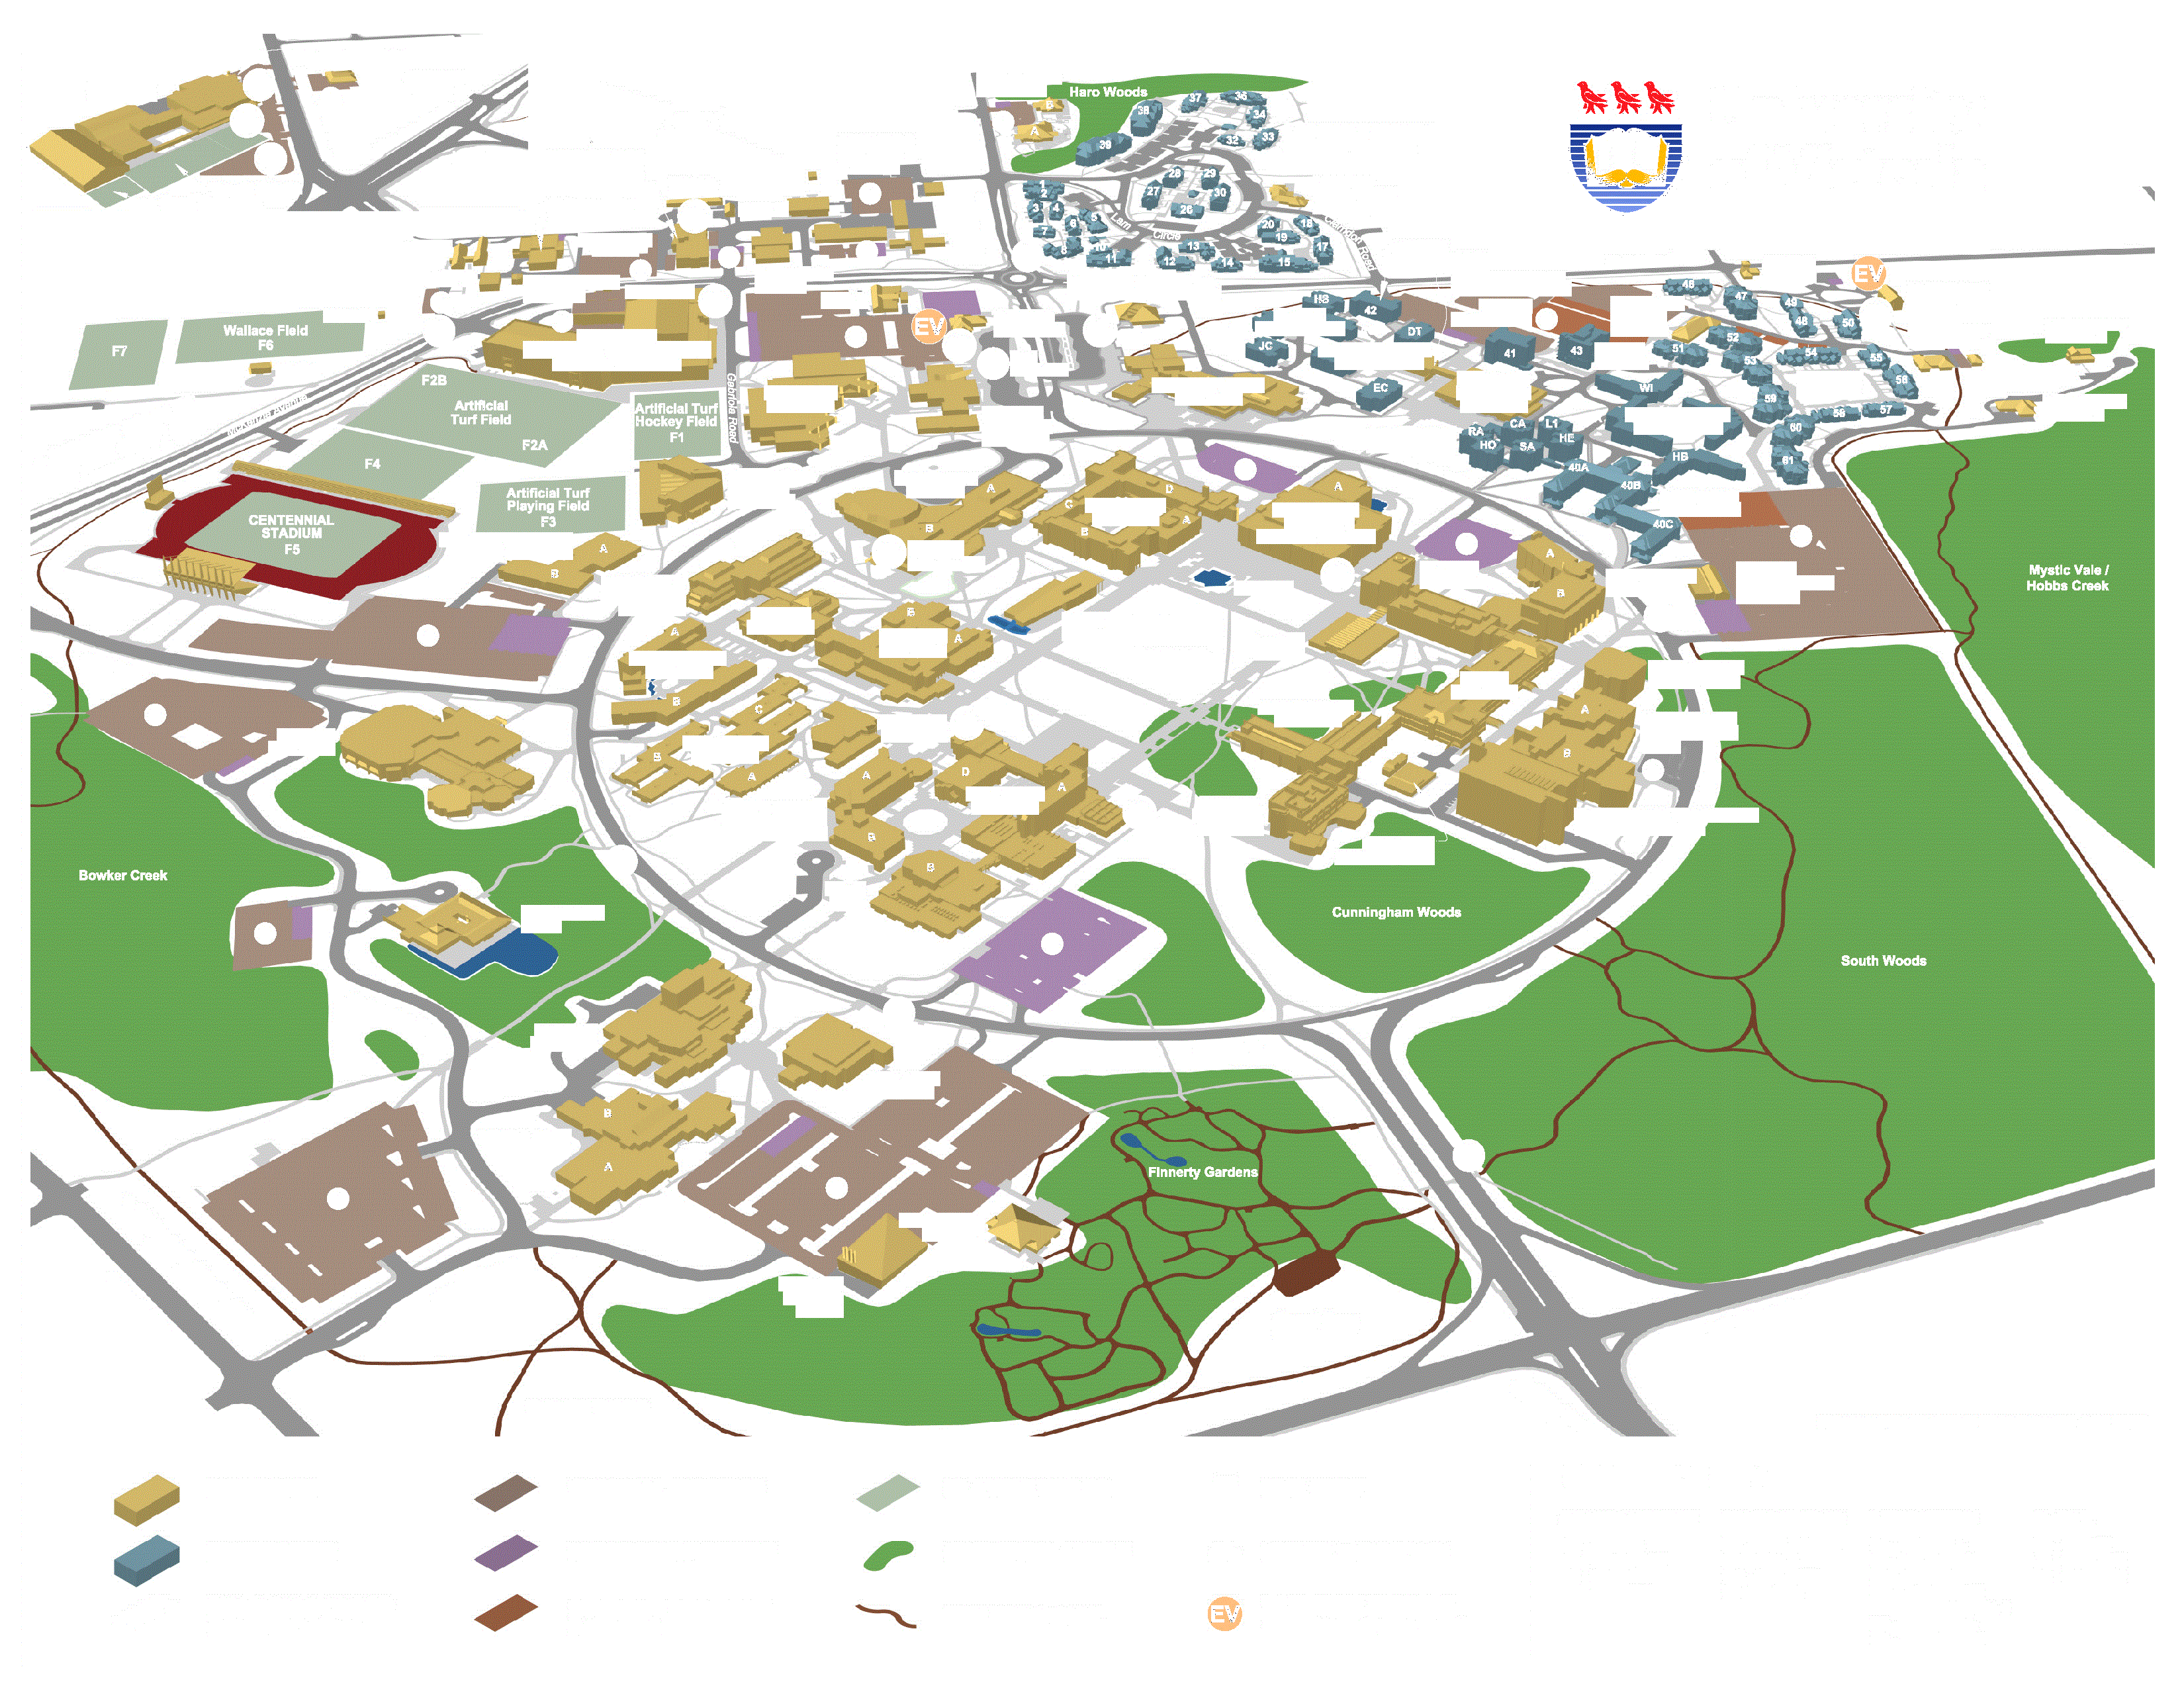 Haro Woods
B
A
38
37
36
34
33
32
39
28
29
27
30
26
1
2
3
4
5
6
7
8
10
11
12
13
14
15
17
18
19
20
Lam
Circle
EV
46
47
49
48
50
HS
42
DT
JC
41
43
EC
51
52
53
54
55
56
57
58
59
60
61
WI
RA
HO
CA
SA
L1
HE
HB
40A
40B
40C
EV
F7
Wallace Field
F6
McKenzie Avenue
Gabriola Road
F2B
Artificial
Turf Field
F2A
Artificial Turf
Hockey Field
F1
F4
Artificial Turf
Playing Field
F3
CENTENNIAL
STADIUM
F5
A
B
A
B
C
D
A
B
A
A
B
Mystic Vale /
Hobbs Creek
A
B
E
A
C
B
A
A
B
D
A
B
A
B
Bowker Creek
Cunningham Woods
South Woods
B
A
Finnerty Gardens
EV